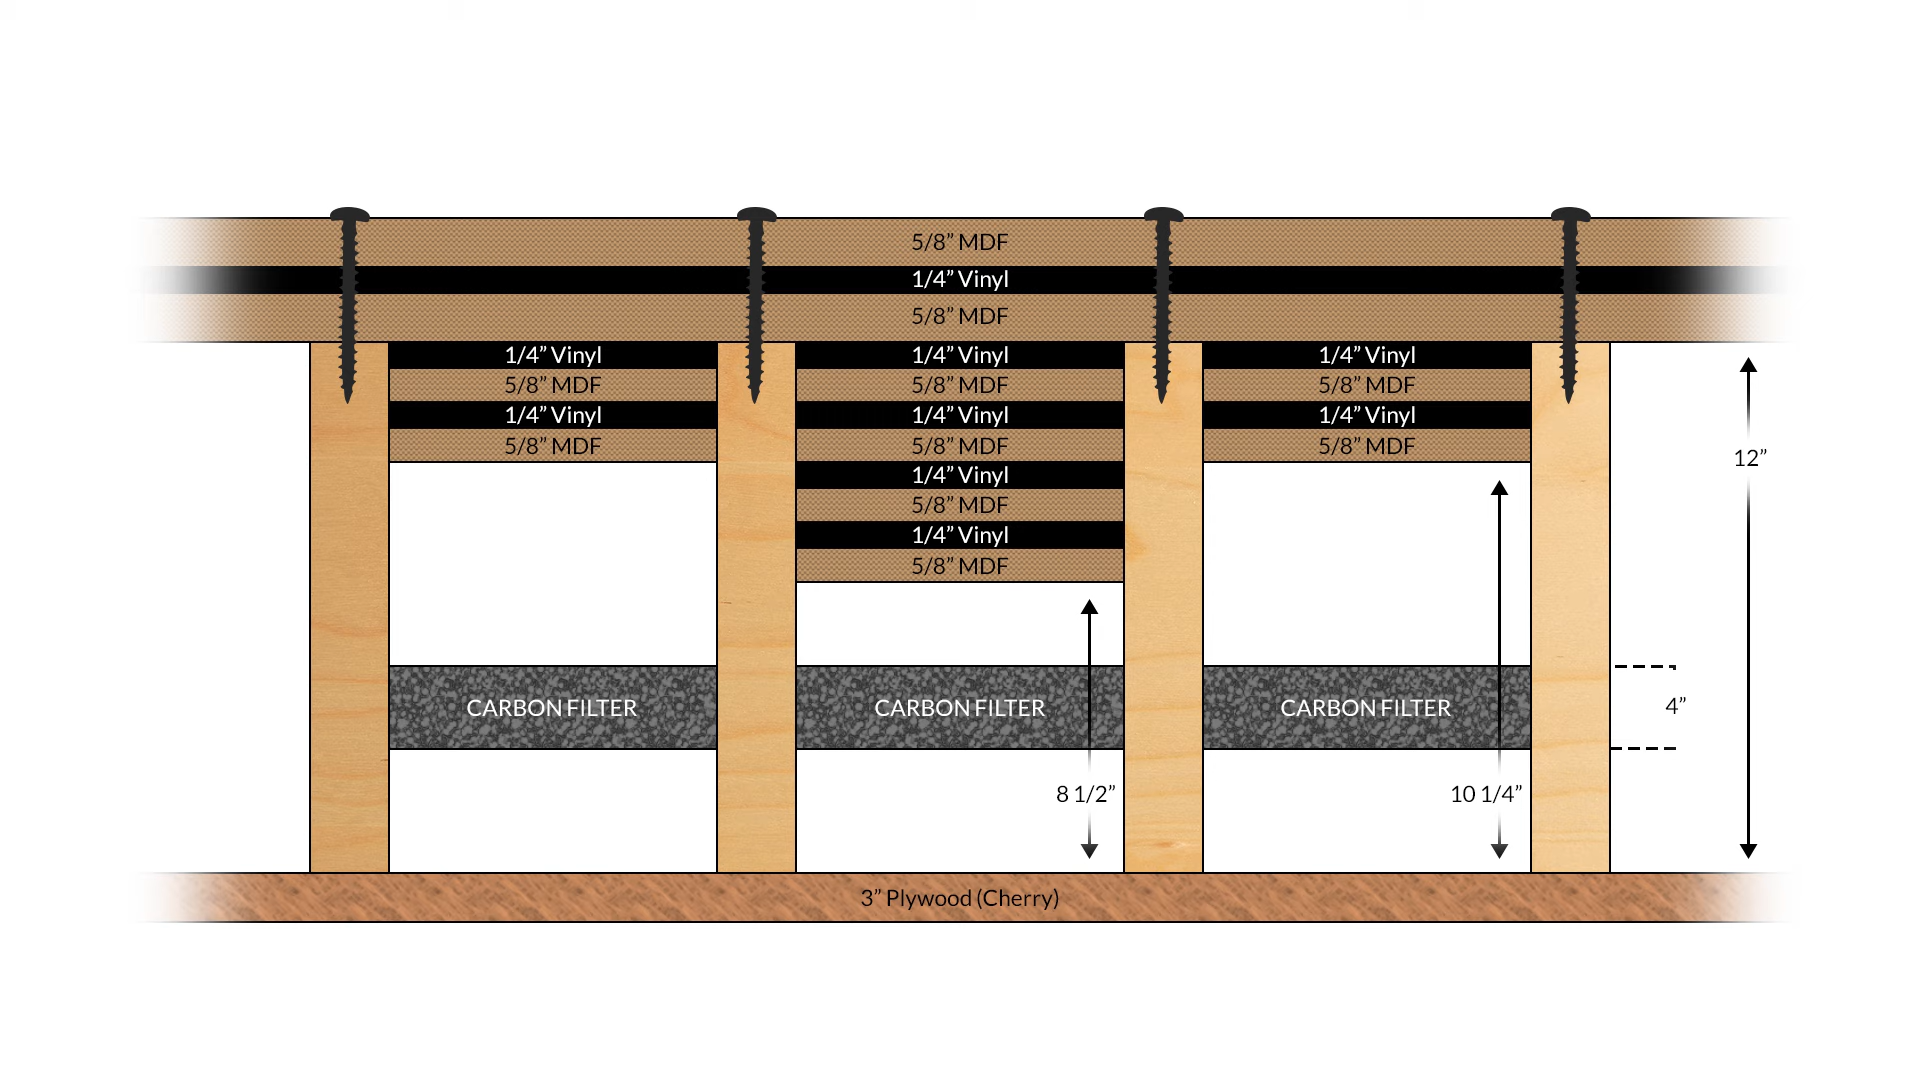 5/8” MDF
1/4” Vinyl
5/8” MDF
1/4” Vinyl
5/8” MDF
1/4” Vinyl
5/8” MDF
1/4” Vinyl
5/8” MDF
1/4” Vinyl
5/8” MDF
1/4” Vinyl
5/8” MDF
1/4” Vinyl
5/8” MDF
1/4” Vinyl
5/8” MDF
1/4” Vinyl
5/8” MDF
12”
CARBON FILTER
CARBON FILTER
CARBON FILTER
4”
8 1/2”
10 1/4”
3” Plywood (Cherry)